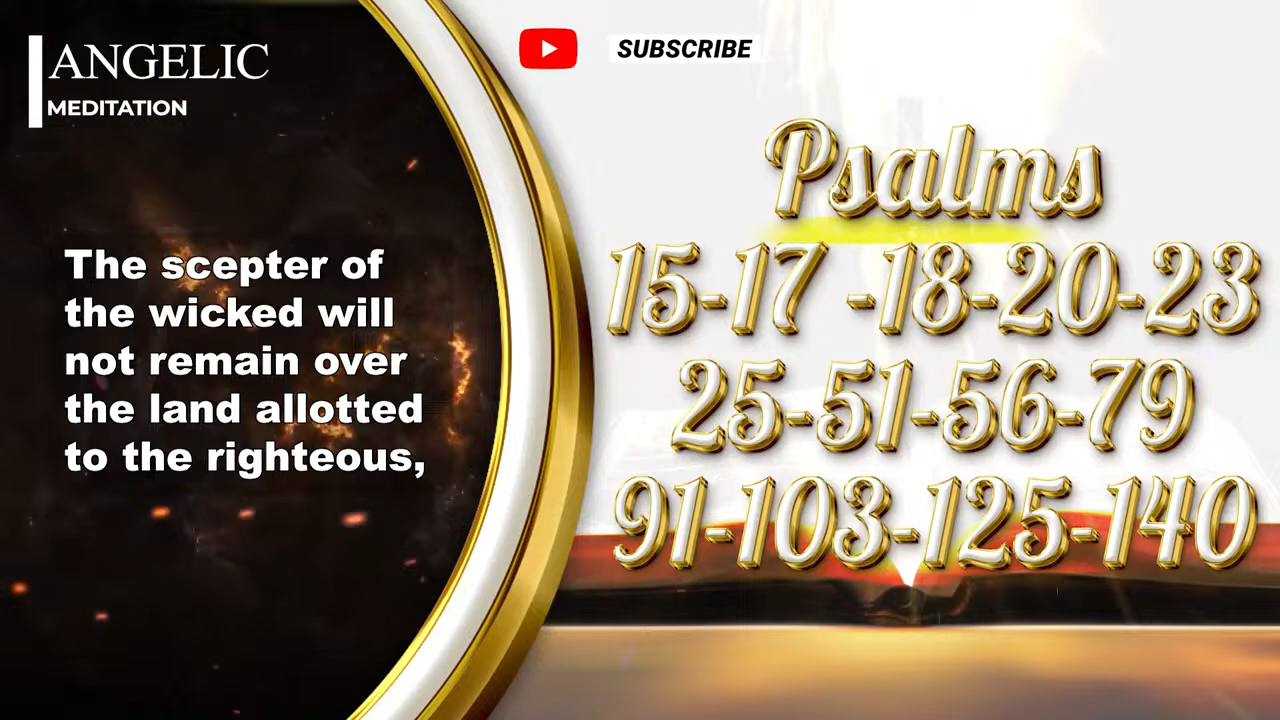 ANGELIC
MEDITATION
SUBSCRIBE
The scepter of
the wicked will
not remain over
the land allotted
to the righteous,
Psalms
15-17 -18-20-23
25-51-56-79
91-103-125-140